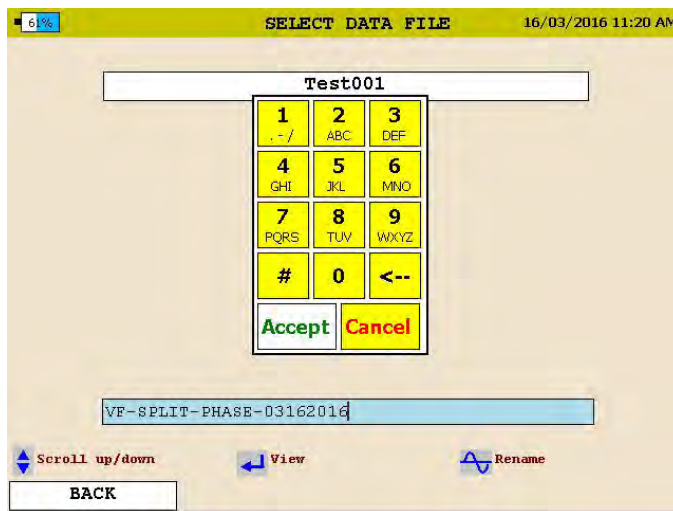 61% SELECT DATA FILE 16/03/2016 11:20 AM
Test001
1 2 3
.-/ ABC DEF
4 5 6
GHI JKL MNO
7 8 9
PQRS TUV WXYZ
# 0 <--
Accept Cancel
VF-SPLIT-PHASE-03162016
Scroll up/down View Rename
BACK